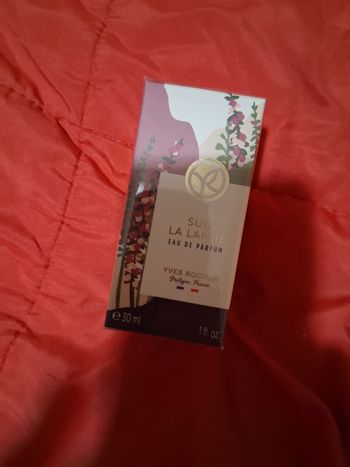 SUR
LA LANDE
EAU DE PARFUM
YVES ROCHER
Bretagne, France
℮ 30 ml
1 fl. oz.